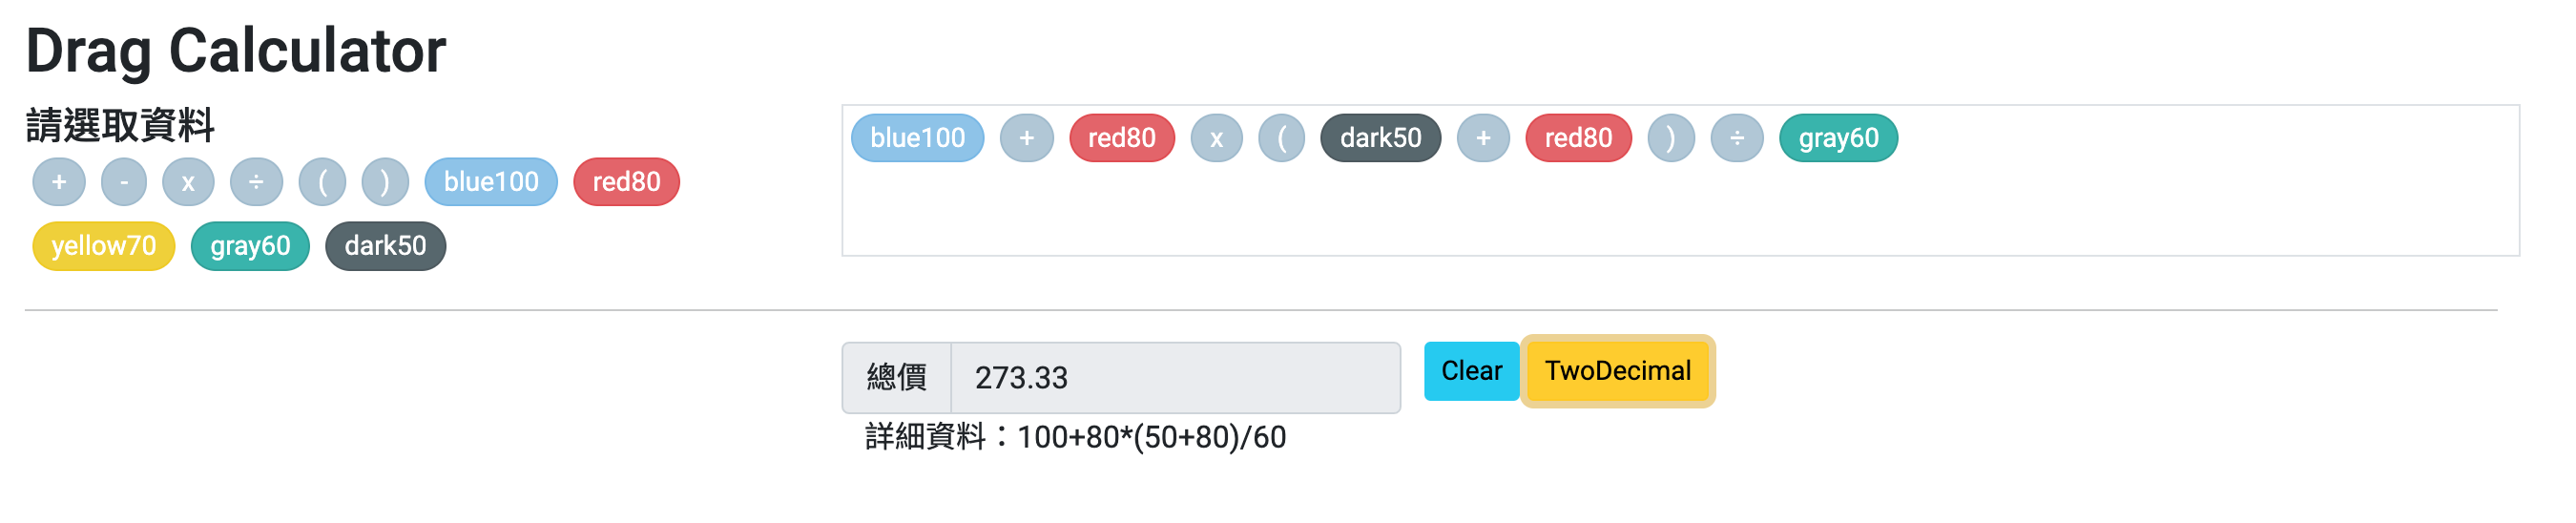 Drag Calculator
請選取資料
+ - x ÷ ( ) blue100 red80
yellow70 gray60 dark50
blue100 + red80 x ( dark50 + red80 ) ÷ gray60
總價 273.33 Clear TwoDecimal
詳細資料：100+80*(50+80)/60